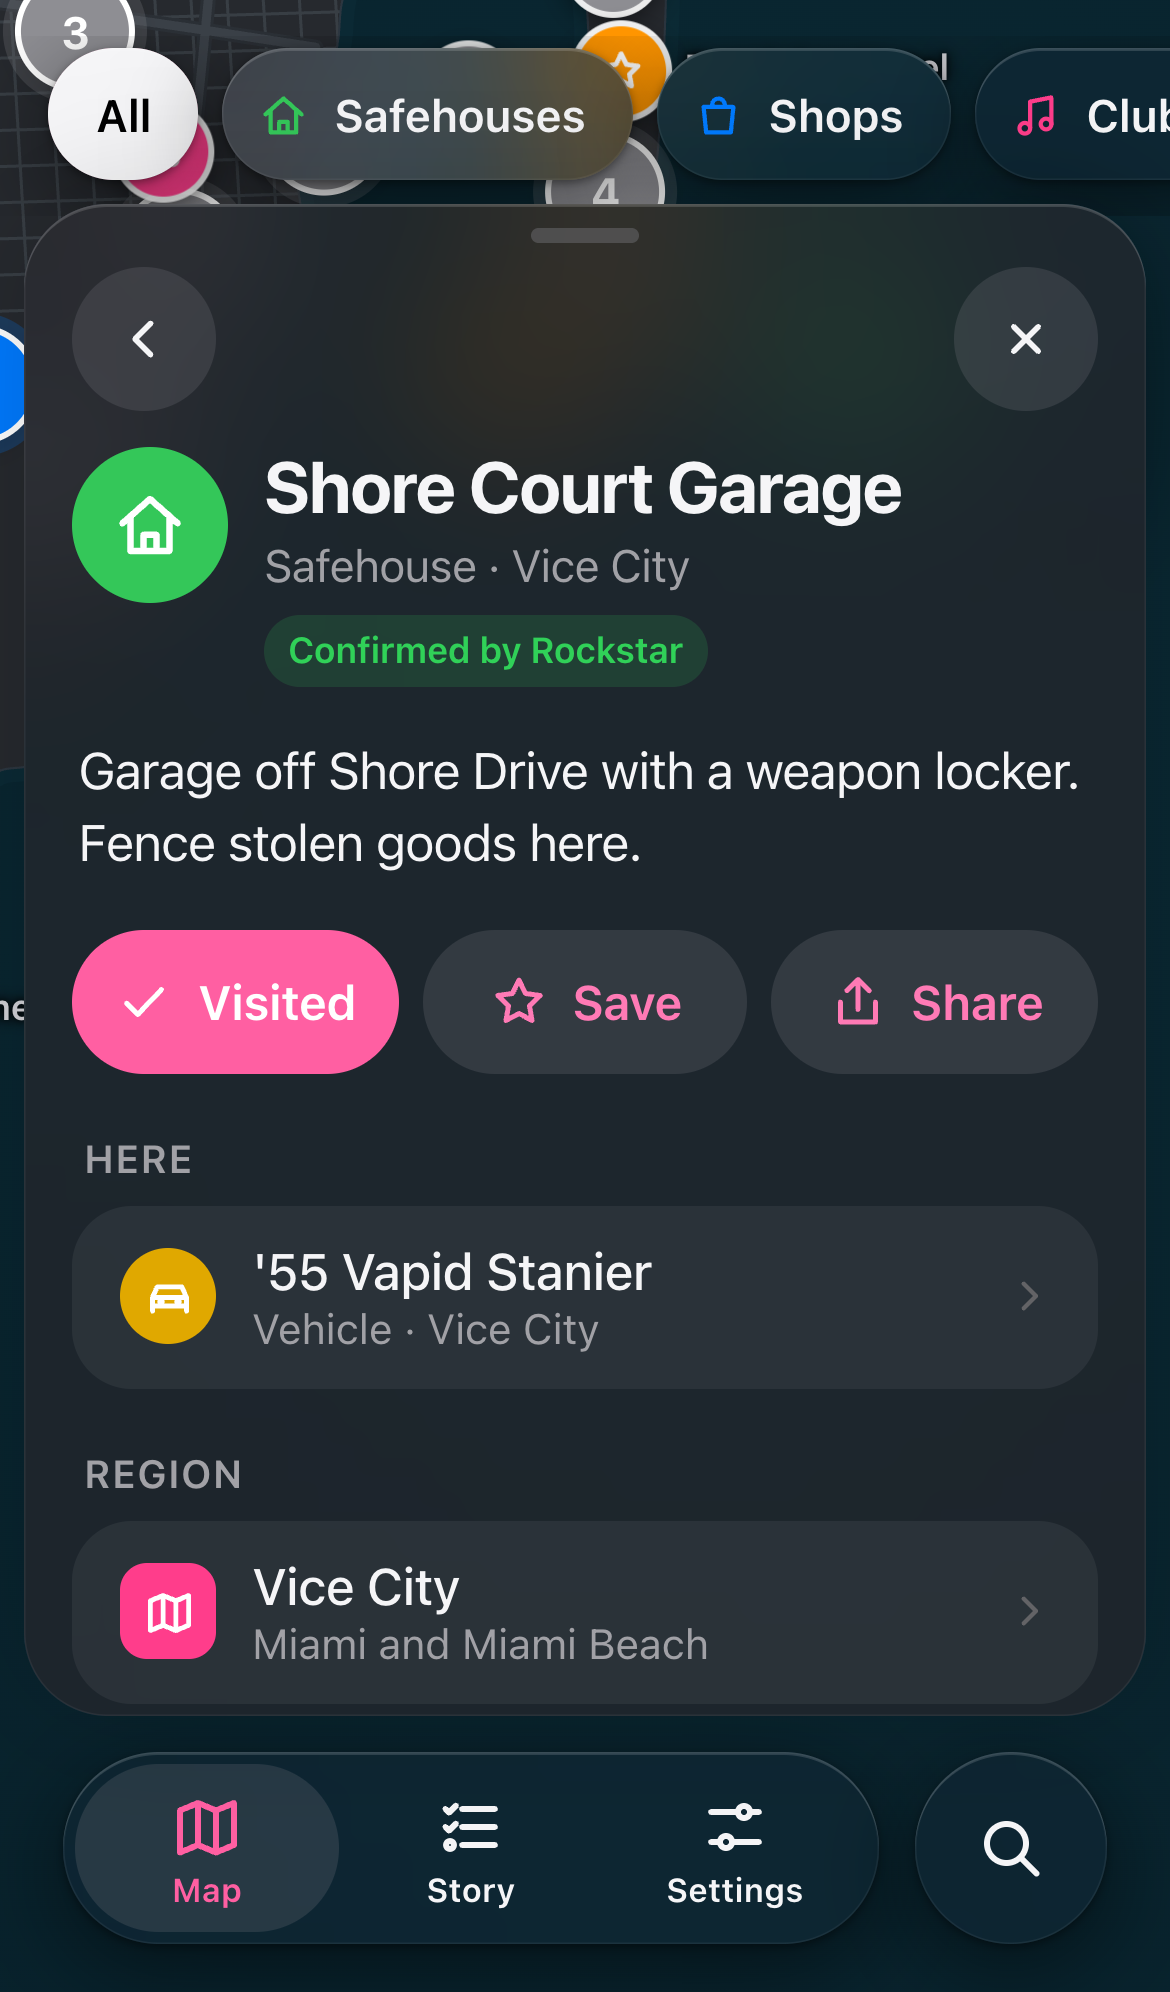 3
All
Safehouses
Shops
4
Shore Court Garage
Safehouse · Vice City
Confirmed by Rockstar
Garage off Shore Drive with a weapon locker.
Fence stolen goods here.
Visited
Save
Share
HERE
'55 Vapid Stanier
Vehicle · Vice City
REGION
Vice City
Miami and Miami Beach
Map
Story
Settings